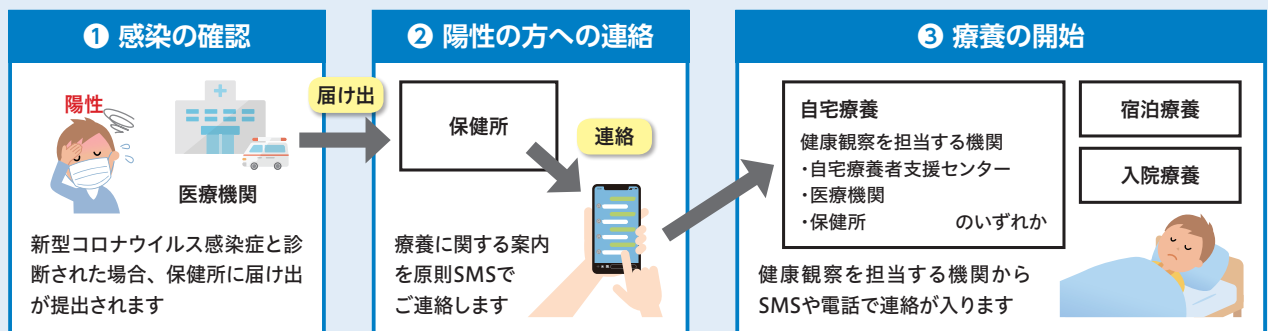 ❶ 感染の確認
陽性
医療機関
新型コロナウイルス感染症と診
断された場合、保健所に届け出
が提出されます
届け出
❷ 陽性の方への連絡
保健所
連絡
療養に関する案内
を原則SMSで
ご連絡します
❸ 療養の開始
自宅療養
健康観察を担当する機関
・自宅療養者支援センター
・医療機関
・保健所 のいずれか
宿泊療養
入院療養
健康観察を担当する機関から
SMSや電話で連絡が入ります